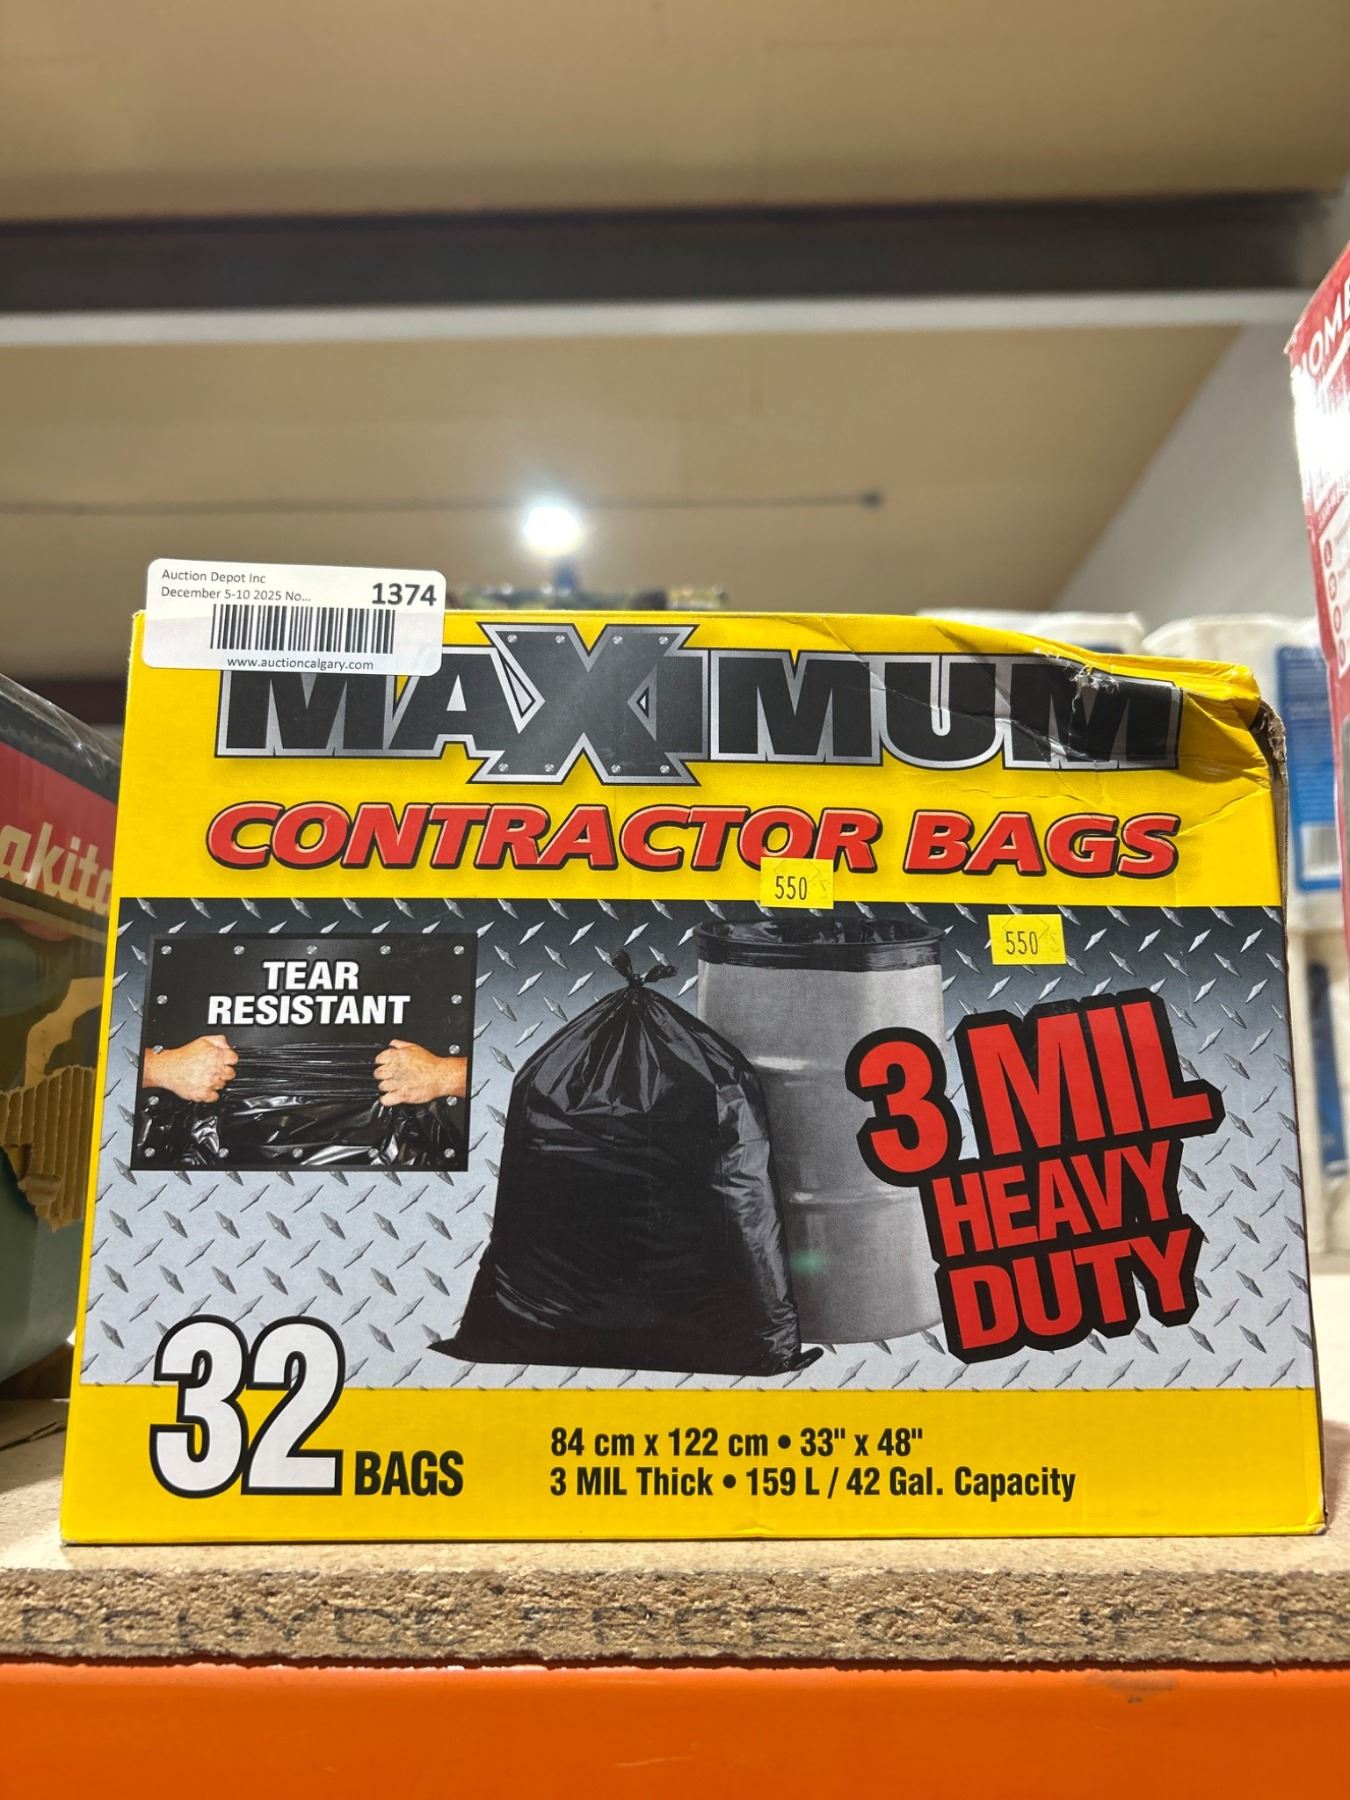 Auction Depot Inc
December 5-10 2025 No...
1374
www.auctioncalgary.com
MAXIMUM
CONTRACTOR BAGS
550
550
TEAR
RESISTANT
3 MIL
HEAVY
DUTY
32 BAGS
84 cm x 122 cm • 33" x 48"
3 MIL Thick • 159 L / 42 Gal. Capacity
akita